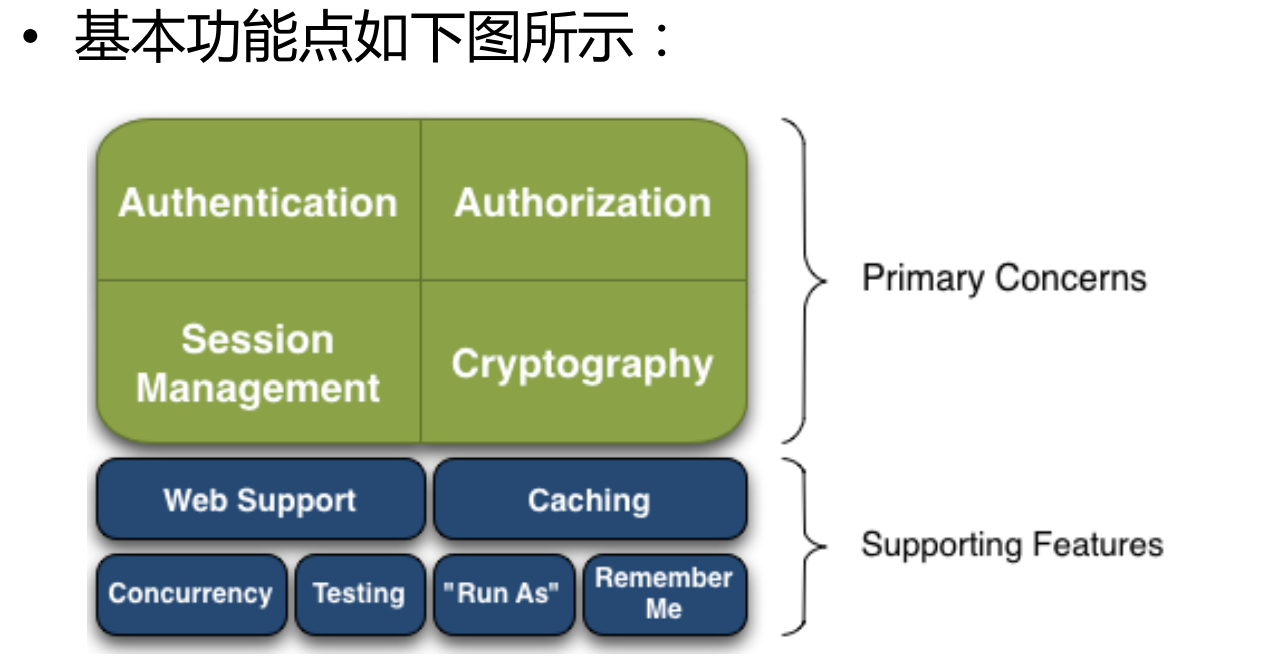 • 基本功能点如下图所示：
Authentication
Authorization
Session
Management
Cryptography
Primary Concerns
Web Support
Caching
Concurrency
Testing
"Run As"
Remember
Me
Supporting Features